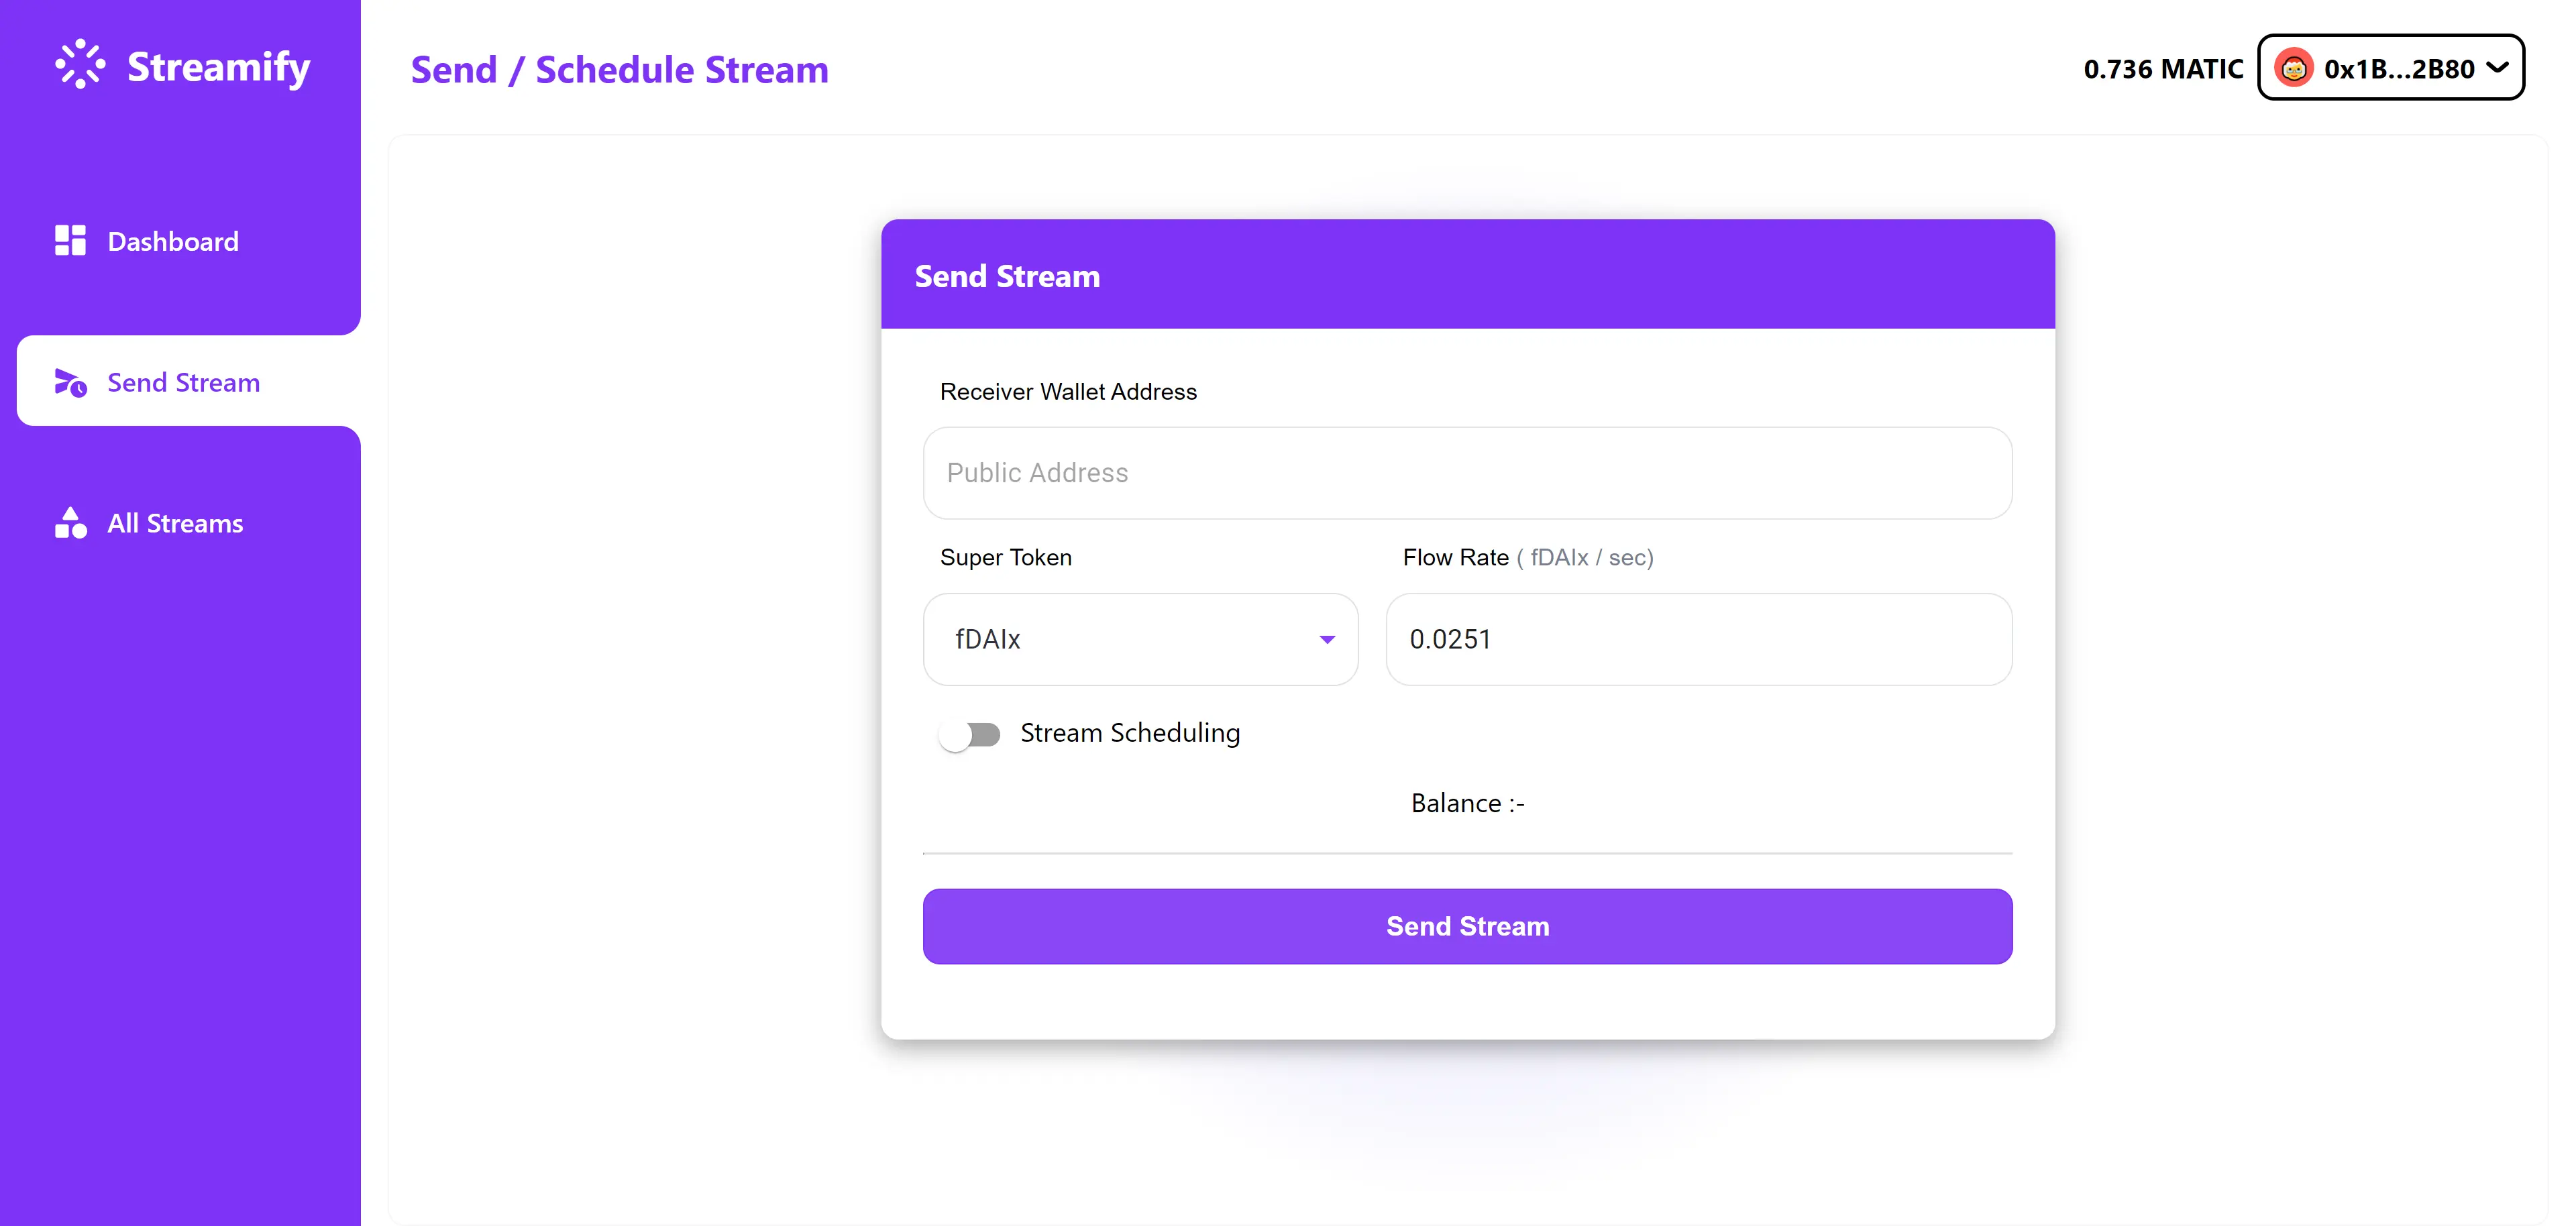 Streamify
Send / Schedule Stream
0.736 MATIC
0x1B...2B80
Dashboard
Send Stream
All Streams
Send Stream
Receiver Wallet Address
Public Address
Super Token
Flow Rate ( fDAIx / sec)
fDAIx
0.0251
Stream Scheduling
Balance :-
Send Stream